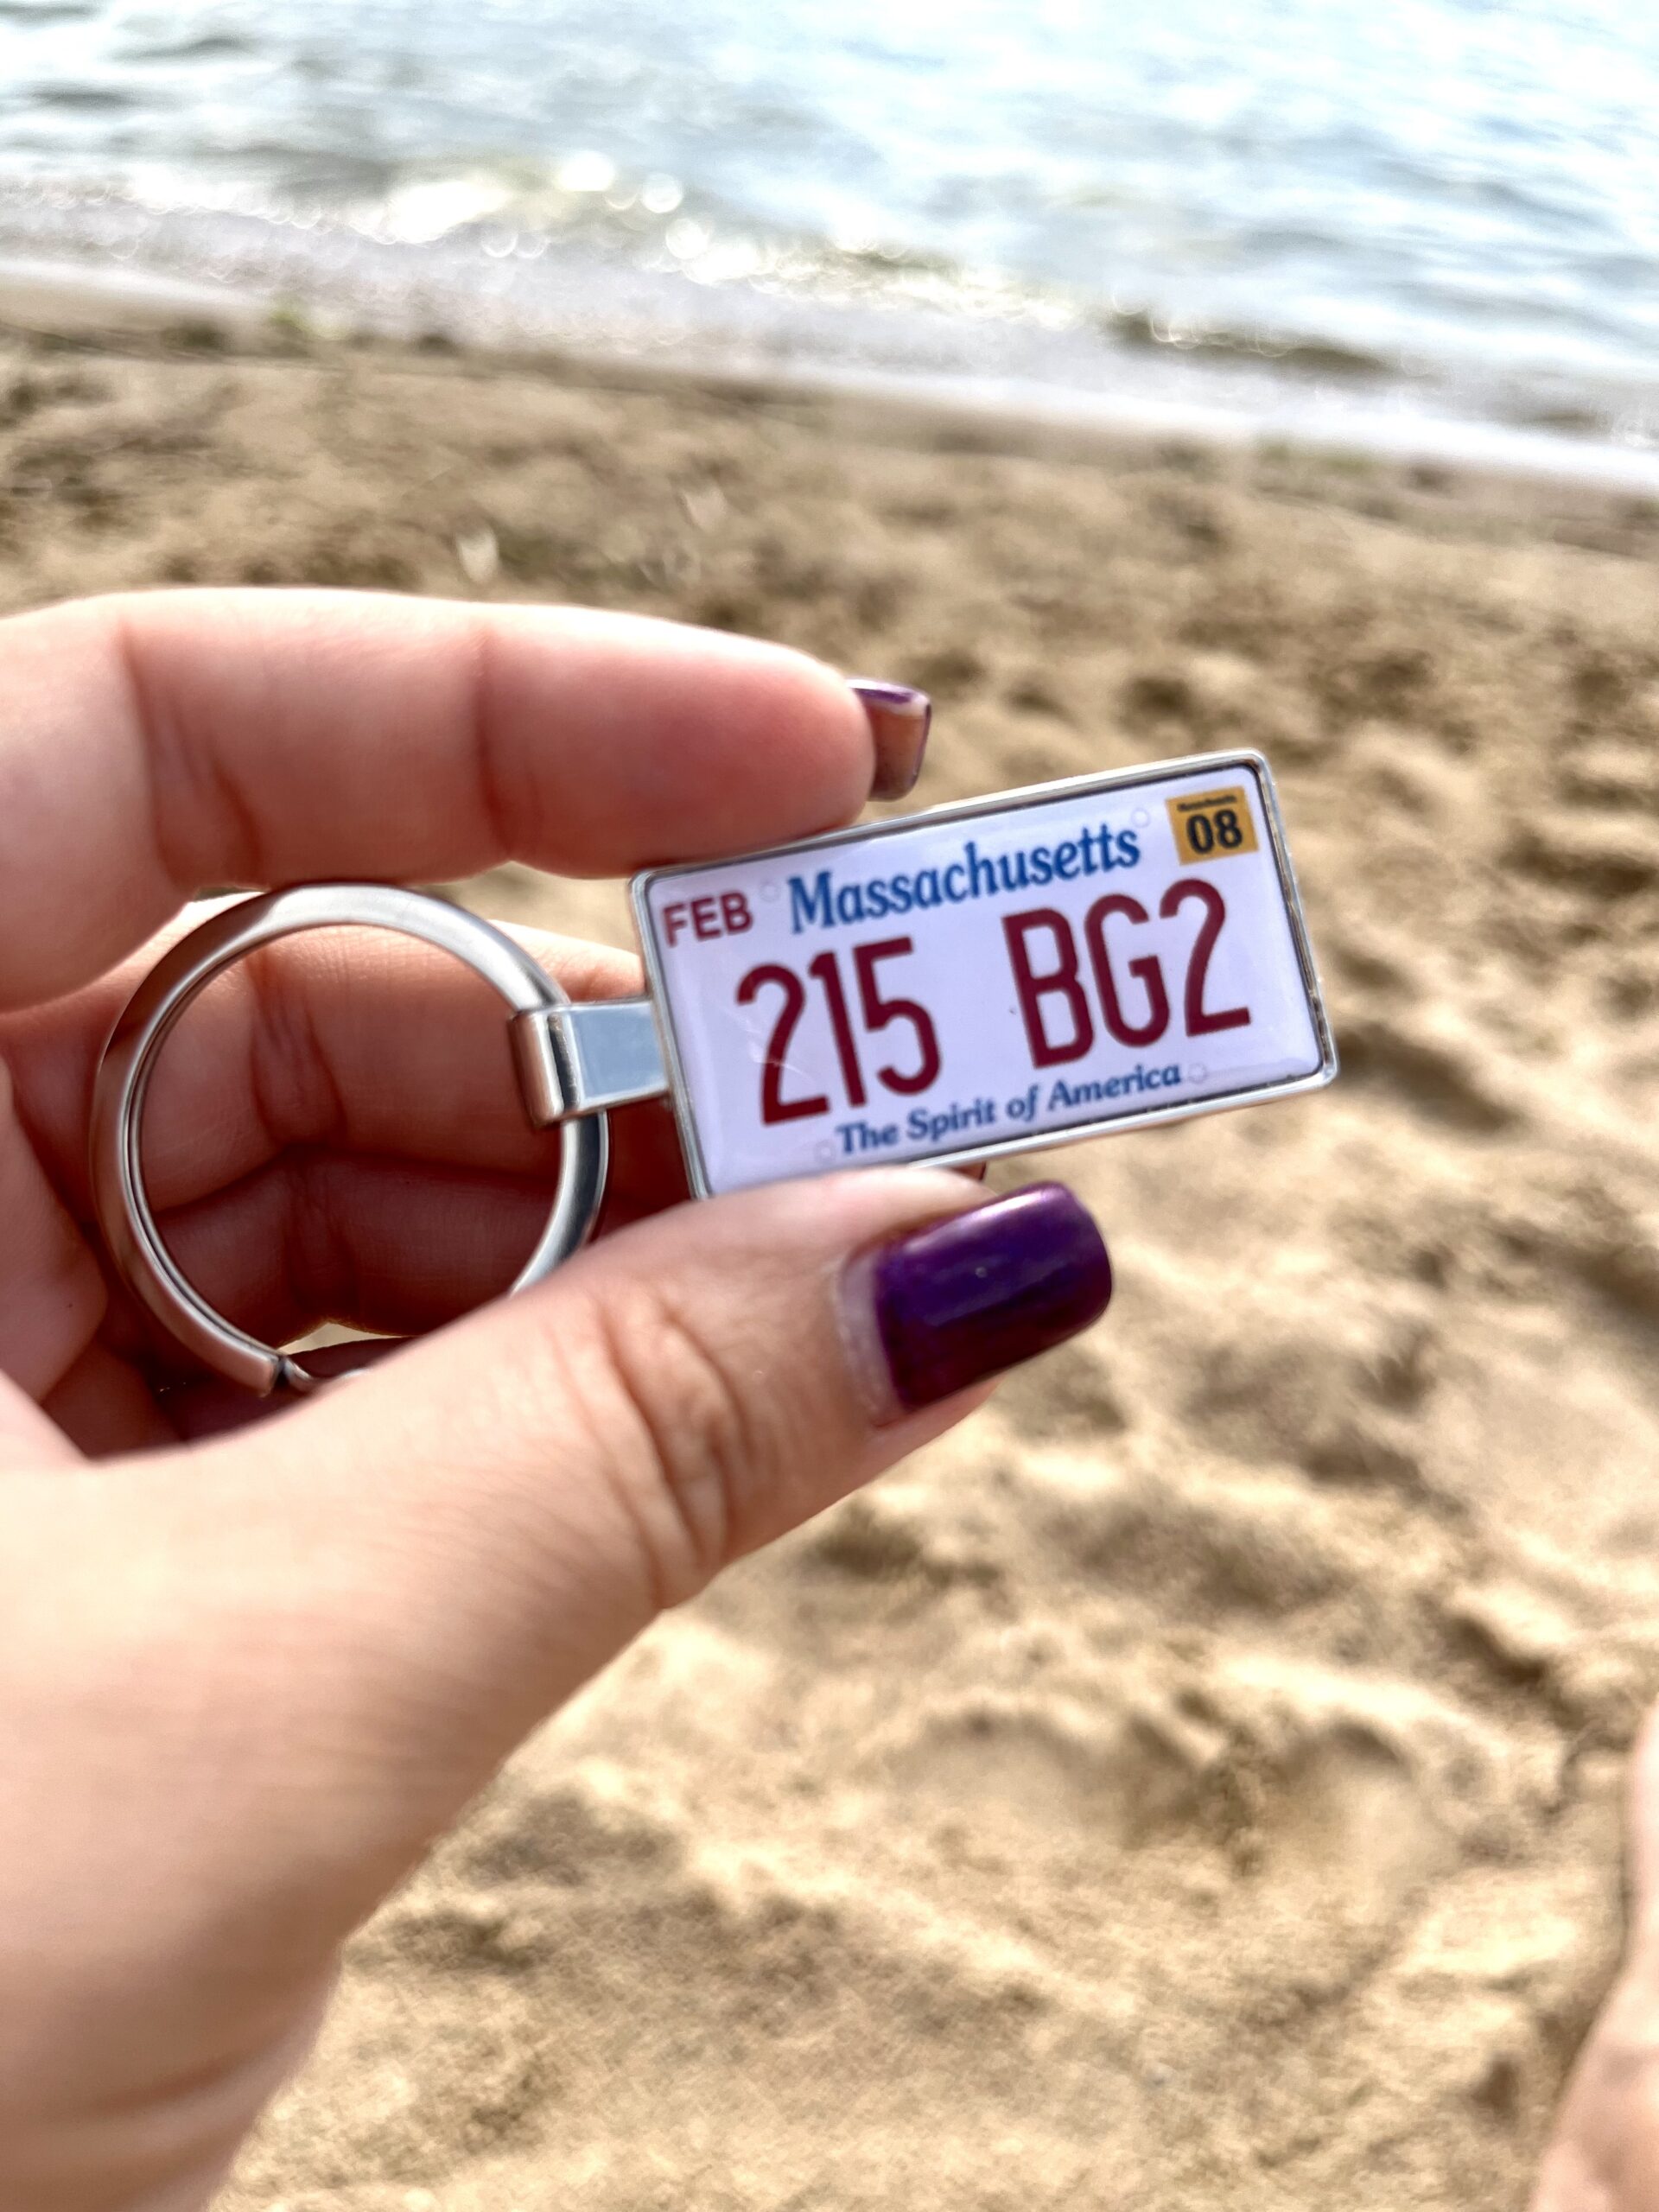 FEB Massachusetts 08
215 BG2
The Spirit of America